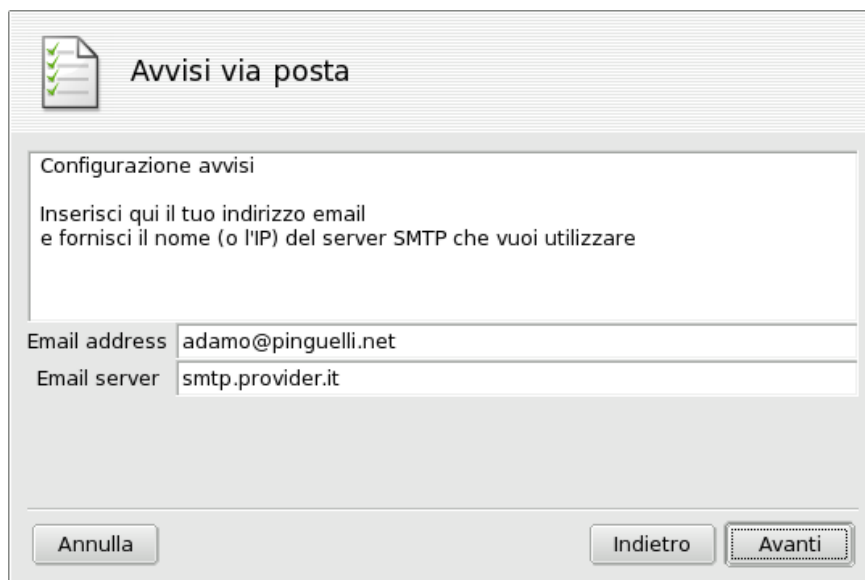 Avvisi via posta
Configurazione avvisi
Inserisci qui il tuo indirizzo email
e fornisci il nome (o l'IP) del server SMTP che vuoi utilizzare
Email address adamo@pinguelli.net
Email server smtp.provider.it
Annulla Indietro Avanti